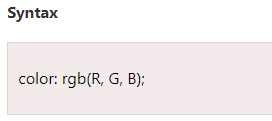 Syntax
color: rgb(R, G, B);